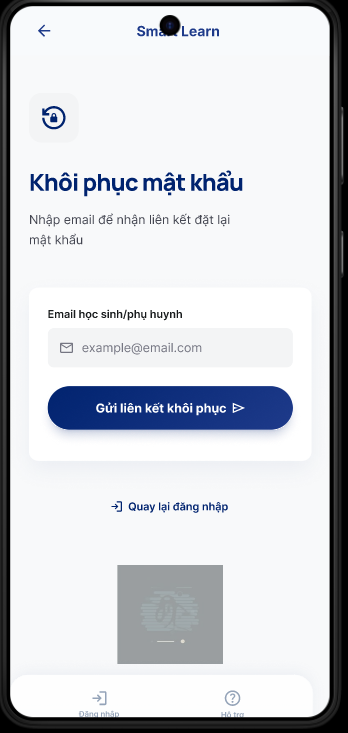 Smart Learn
Khôi phục mật khẩu
Nhập email để nhận liên kết đặt lại
mật khẩu
Email học sinh/phụ huynh
example@email.com
Gửi liên kết khôi phục
Quay lại đăng nhập
Đăng nhập
Hỗ trợ